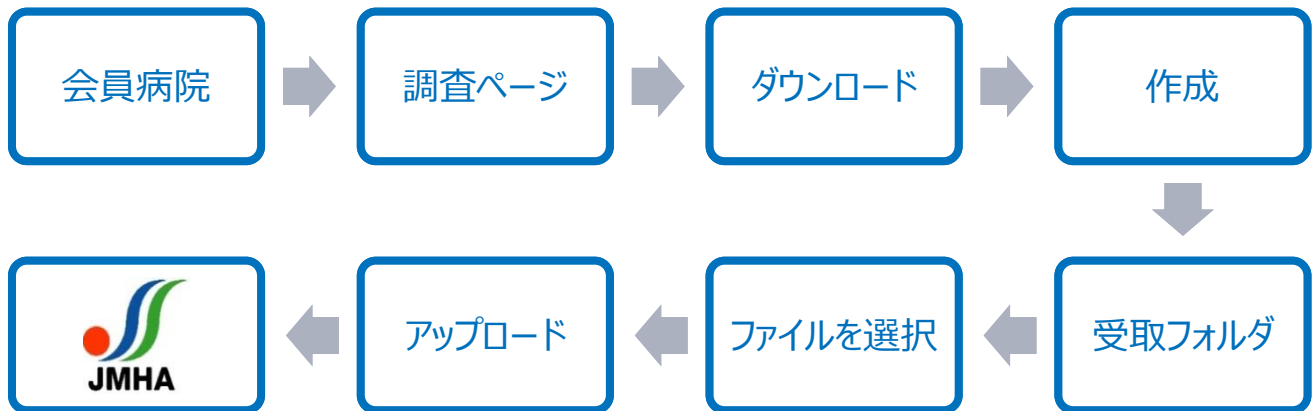 会員病院
調査ページ
ダウンロード
作成
受取フォルダ
ファイルを選択
アップロード
JMHA